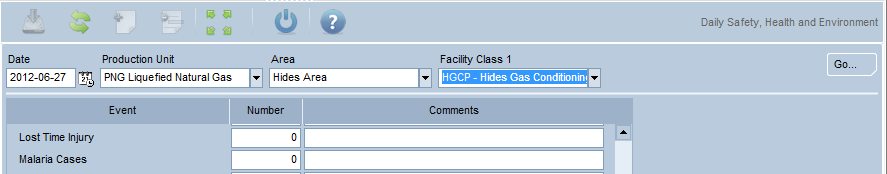 Daily Safety, Health and Environment
Date Production Unit Area Facility Class 1
2012-06-27 PNG Liquefied Natural Gas Hides Area HGCP - Hides Gas Conditioning Go...
Event Number Comments
Lost Time Injury 0
Malaria Cases 0